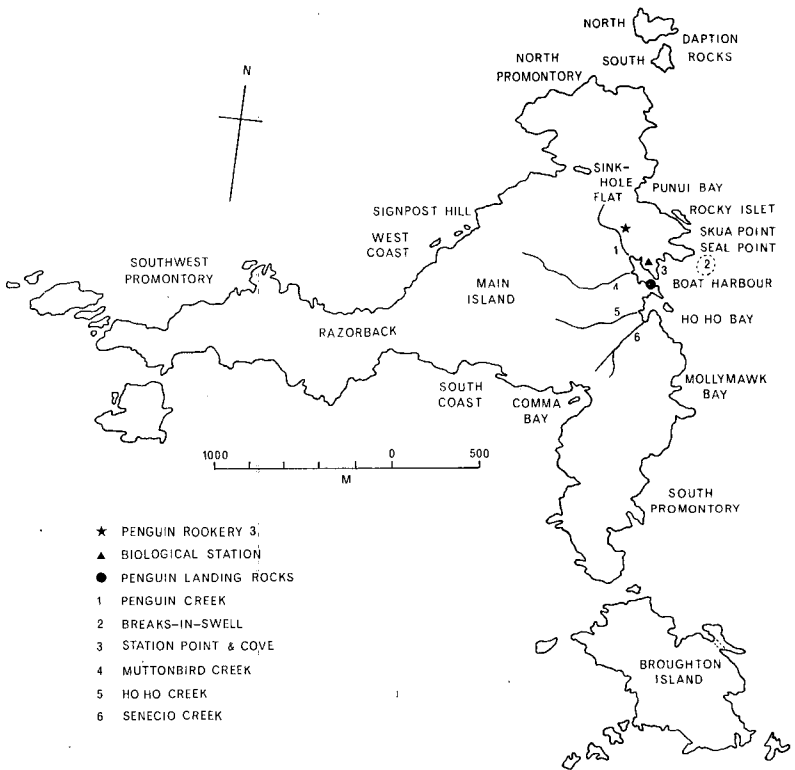 NORTH
DAPTION
ROCKS
SOUTH
NORTH
PROMONTORY
N
SINK-
HOLE
FLAT
PUNUI BAY
ROCKY ISLET
SIGNPOST HILL
SKUA POINT
SEAL POINT
WEST
COAST
1
2
3
SOUTHWEST
PROMONTORY
MAIN
ISLAND
4
BOAT HARBOUR
5
HO HO BAY
RAZORBACK
6
MOLLYMAWK
BAY
SOUTH
COAST
COMMA
BAY
1000 0 500
M
SOUTH
PROMONTORY
★ PENGUIN ROOKERY 3
▲ BIOLOGICAL STATION
● PENGUIN LANDING ROCKS
1 PENGUIN CREEK
2 BREAKS-IN-SWELL
3 STATION POINT & COVE
4 MUTTONBIRD CREEK
5 HO HO CREEK
6 SENECIO CREEK
BROUGHTON
ISLAND